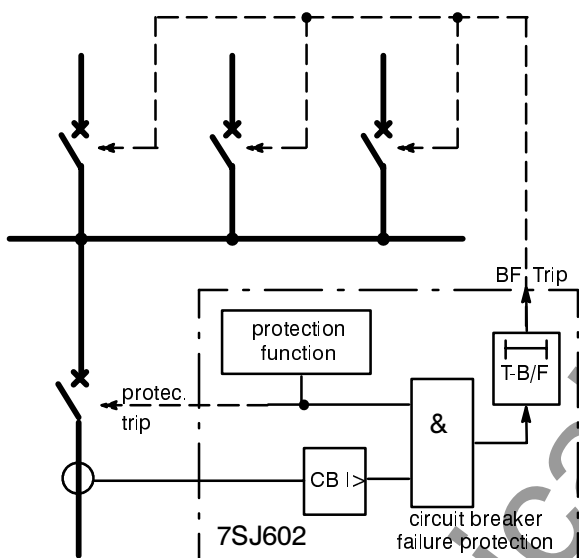 BF Trip
protection
function
T-B/F
protec.
trip
&
CB I>
7SJ602
circuit breaker
failure protection